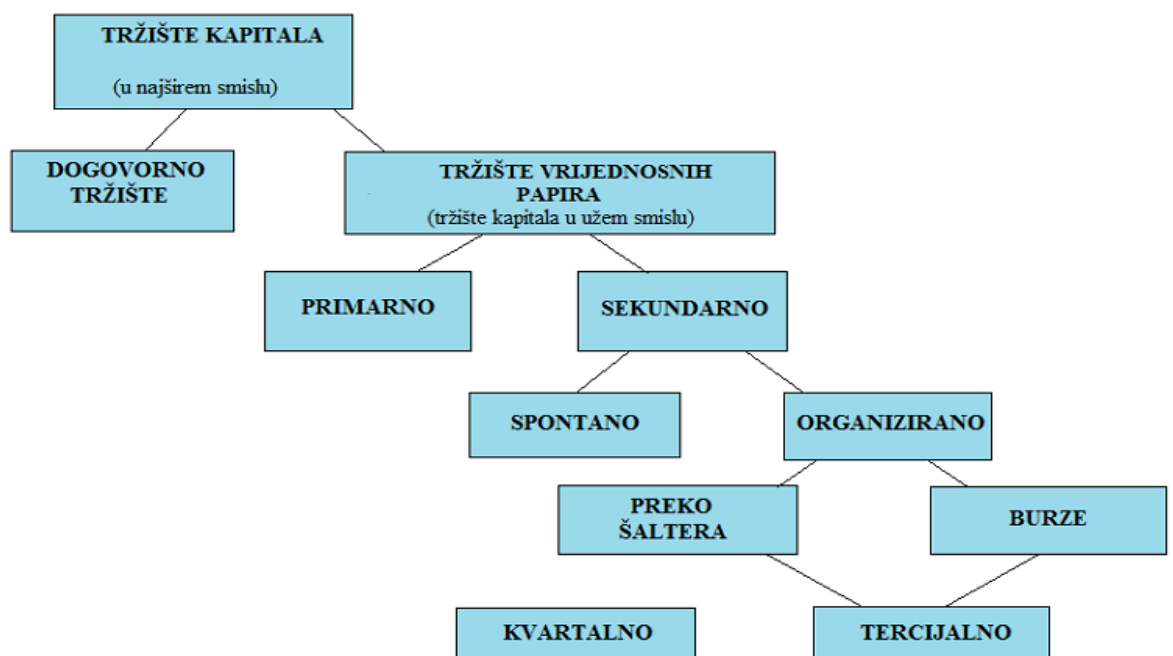 TRŽIŠTE KAPITALA
(u najširem smislu)
DOGOVORNO
TRŽIŠTE
TRŽIŠTE VRIJEDNOSNIH
PAPIRA
(tržište kapitala u užem smislu)
PRIMARNO
SEKUNDARNO
SPONTANO
ORGANIZIRANO
PREKO
ŠALTERA
BURZE
KVARTALNO
TERCIJALNO